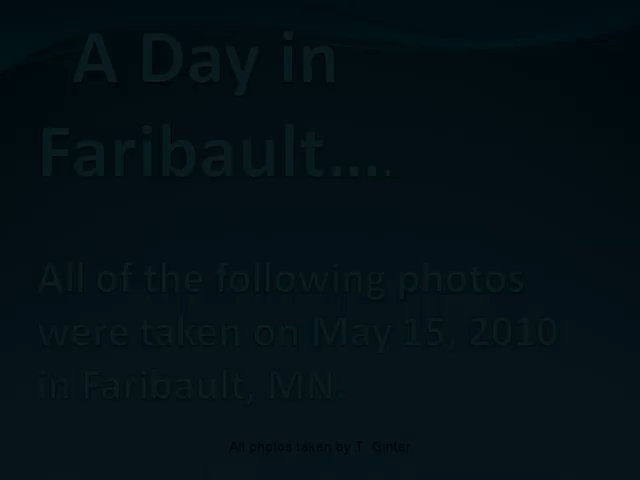 A Day in
Faribault….
All of the following photos
were taken on May 15, 2010
in Faribault, MN.
All photos taken by T. Ginter